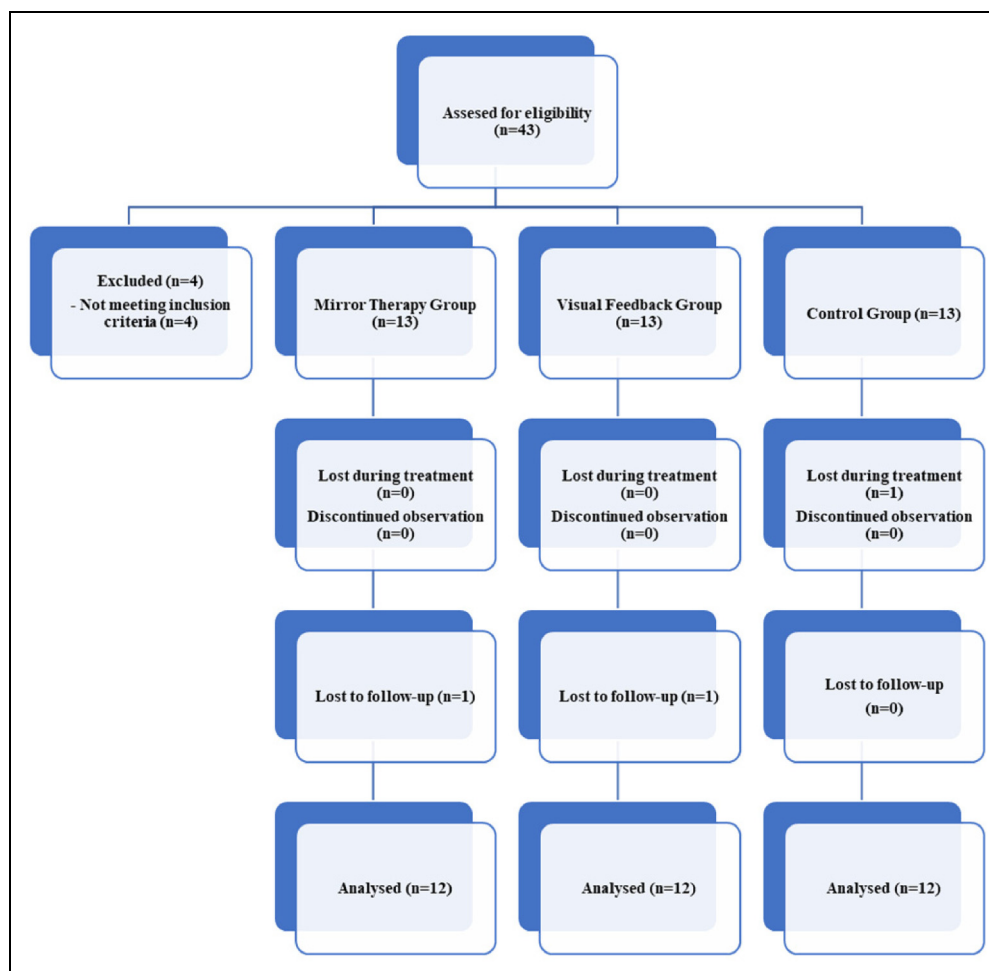 Assesed for eligibility
(n=43)
Excluded (n=4)
- Not meeting inclusion
criteria (n=4)
Mirror Therapy Group
(n=13)
Visual Feedback Group
(n=13)
Control Group (n=13)
Lost during treatment
(n=0)
Discontinued observation
(n=0)
Lost during treatment
(n=0)
Discontinued observation
(n=0)
Lost during treatment
(n=1)
Discontinued observation
(n=0)
Lost to follow-up (n=1)
Lost to follow-up (n=1)
Lost to follow-up
(n=0)
Analysed (n=12)
Analysed (n=12)
Analysed (n=12)